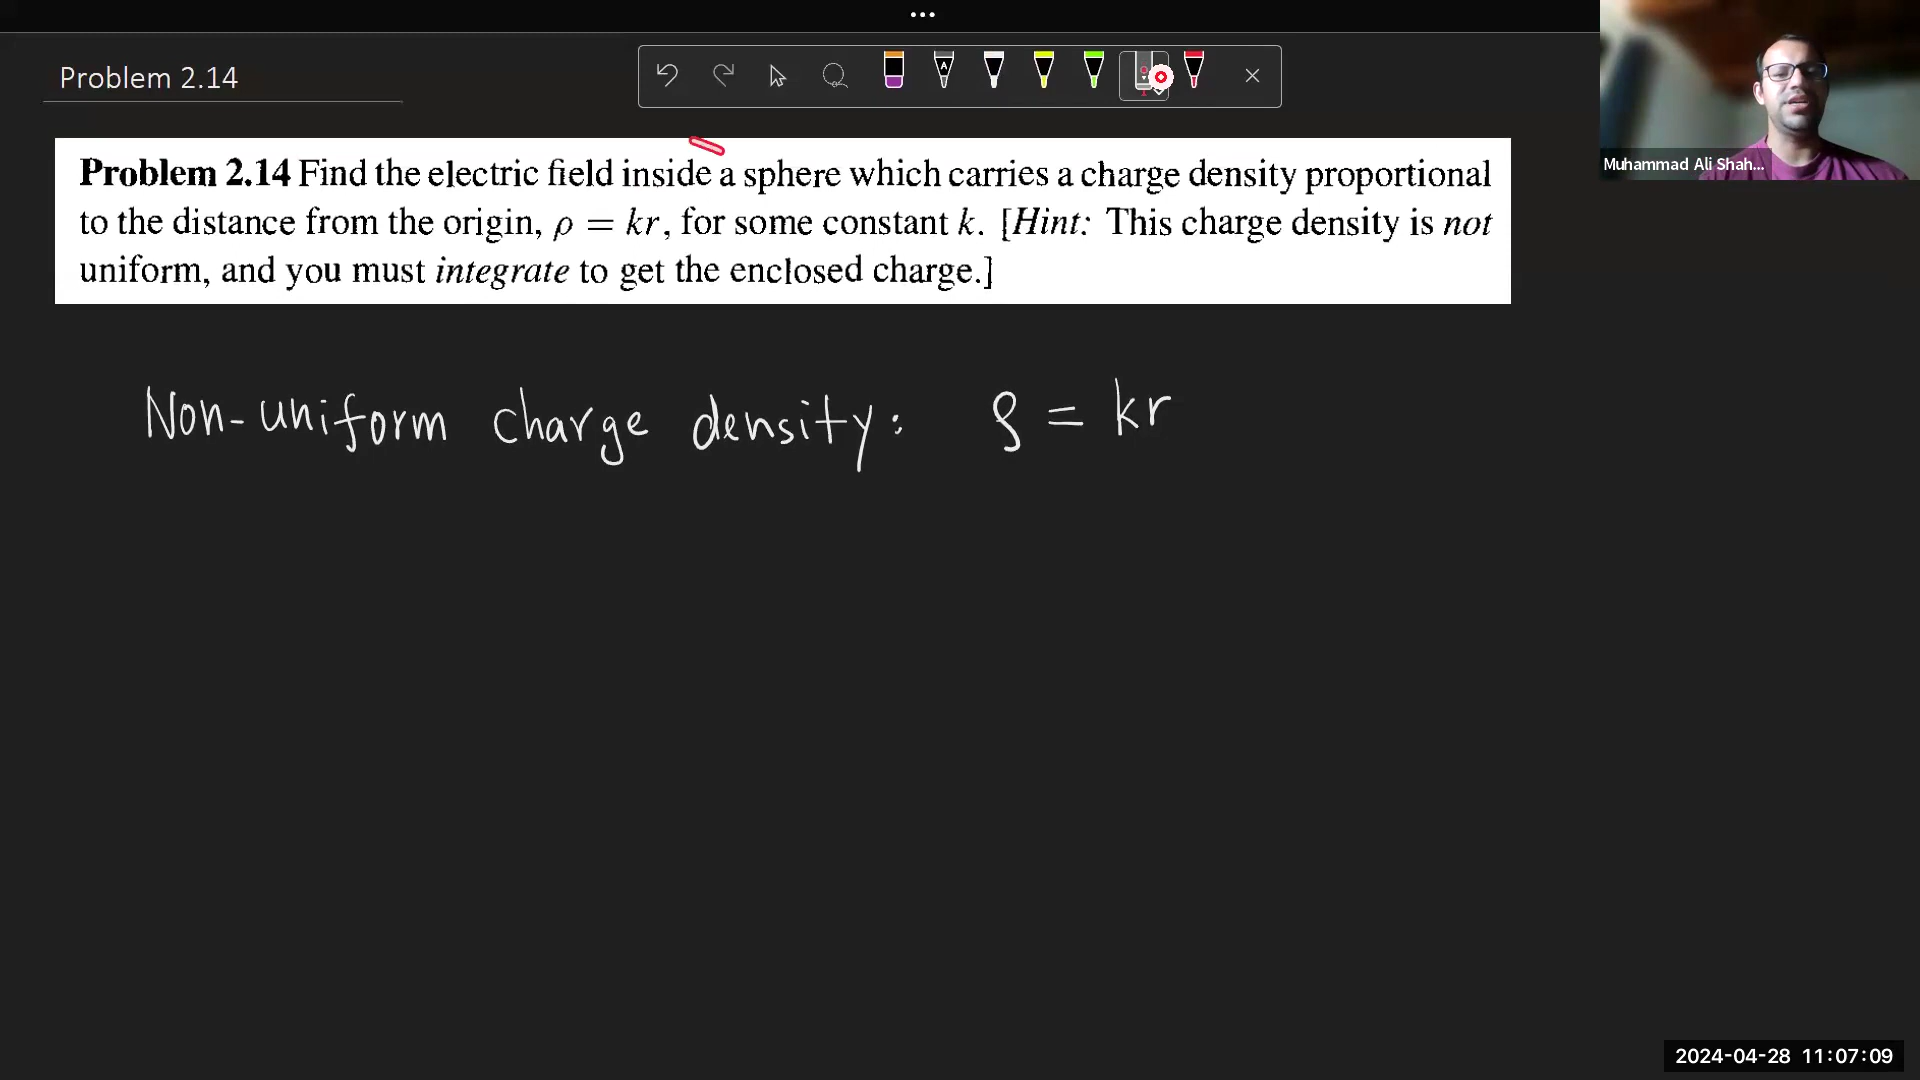 Problem 2.14
Problem 2.14 Find the electric field inside a sphere which carries a charge density proportional
to the distance from the origin, ρ = kr, for some constant k. [Hint: This charge density is not
uniform, and you must integrate to get the enclosed charge.]
Non-uniform charge density: ρ = kr
Muhammad Ali Shah...
2024-04-28 11:07:09